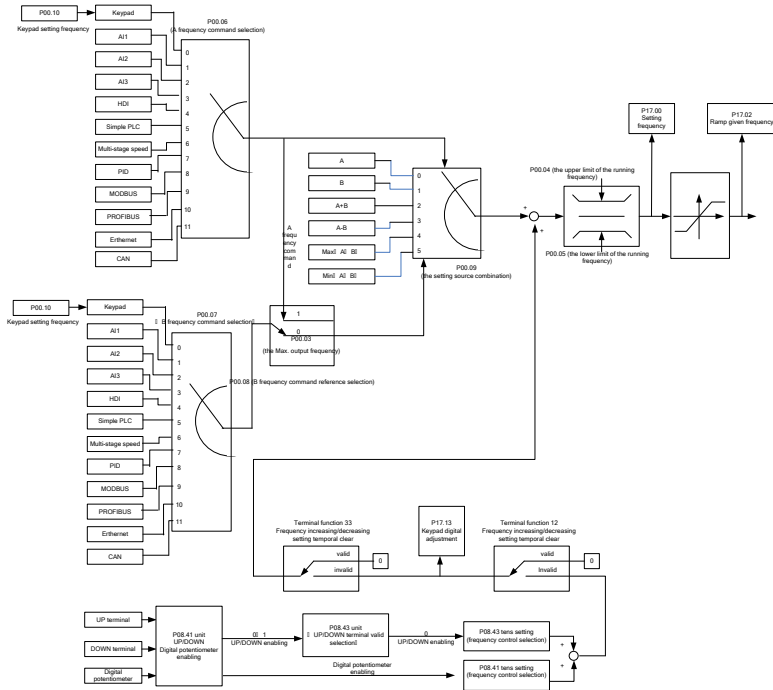 P00.10
Keypad setting frequency
Keypad
AI1
AI2
AI3
HDI
Simple PLC
Multi-stage speed
PID
MODBUS
PROFIBUS
Erthernet
CAN
P00.06
(A frequency command selection)
0
1
2
3
4
5
6
7
8
9
10
11
A
frequ
ency
com
man
d
A
B
A+B
A-B
Max( A, B)
Min( A, B)
0
1
2
3
4
5
P00.09
(the setting source combination)
+
+
P00.04 (the upper limit of the running
frequency)
P00.05 (the lower limit of the running
frequency)
P17.00
Setting
frequency
P17.02
Ramp given frequency
P00.10
Keypad setting frequency
Keypad
AI1
AI2
AI3
HDI
Simple PLC
Multi-stage speed
PID
MODBUS
PROFIBUS
Erthernet
CAN
P00.07
B frequency command selection
0
1
2
3
4
5
6
7
8
9
10
11
P00.08 (B frequency command reference selection)
1
0
P00.03
(the Max. output frequency)
Terminal function 33
Frequency increasing/decreasing
setting temporal clear
valid
invalid
0
P17.13
Keypad digital
adjustment
Terminal function 12
Frequency increasing/decreasing
setting temporal clear
valid
Invalid
0
UP terminal
DOWN terminal
Digital
potentiometer
P08.41 unit
UP/DOWN
Digital potentiometer
enabling
0 1
UP/DOWN enabling
P08.43 unit
UP/DOWN terminal valid
selection
0
UP/DOWN enabling
P08.43 tens setting
(frequency control selection)
Digital potentiometer
enabling
P08.41 tens setting
(frequency control selection)
+
+